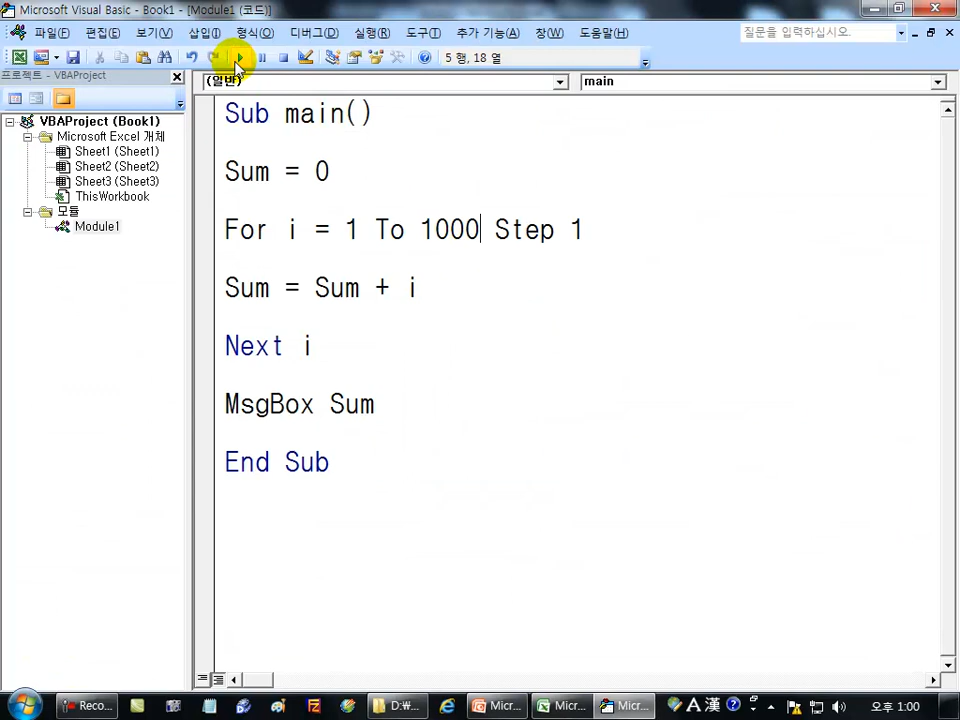 Microsoft Visual Basic - Book1 - [Module1 (코드)]
파일(F) 편집(E) 보기(V) 삽입(I) 형식(O) 디버그(D) 실행(R) 도구(T) 추가 기능(A) 창(W) 도움말(H) 질문을 입력하십시오.
5 행, 18 열
프로젝트 - VBAProject
(일반) main
VBAProject (Book1)
Microsoft Excel 개체
Sheet1 (Sheet1)
Sheet2 (Sheet2)
Sheet3 (Sheet3)
ThisWorkbook
모듈
Module1
Sub main()
Sum = 0
For i = 1 To 1000 Step 1
Sum = Sum + i
Next i
MsgBox Sum
End Sub
Reco... D:₩... Micr... Micr... Micr... A 漢 오후 1:00